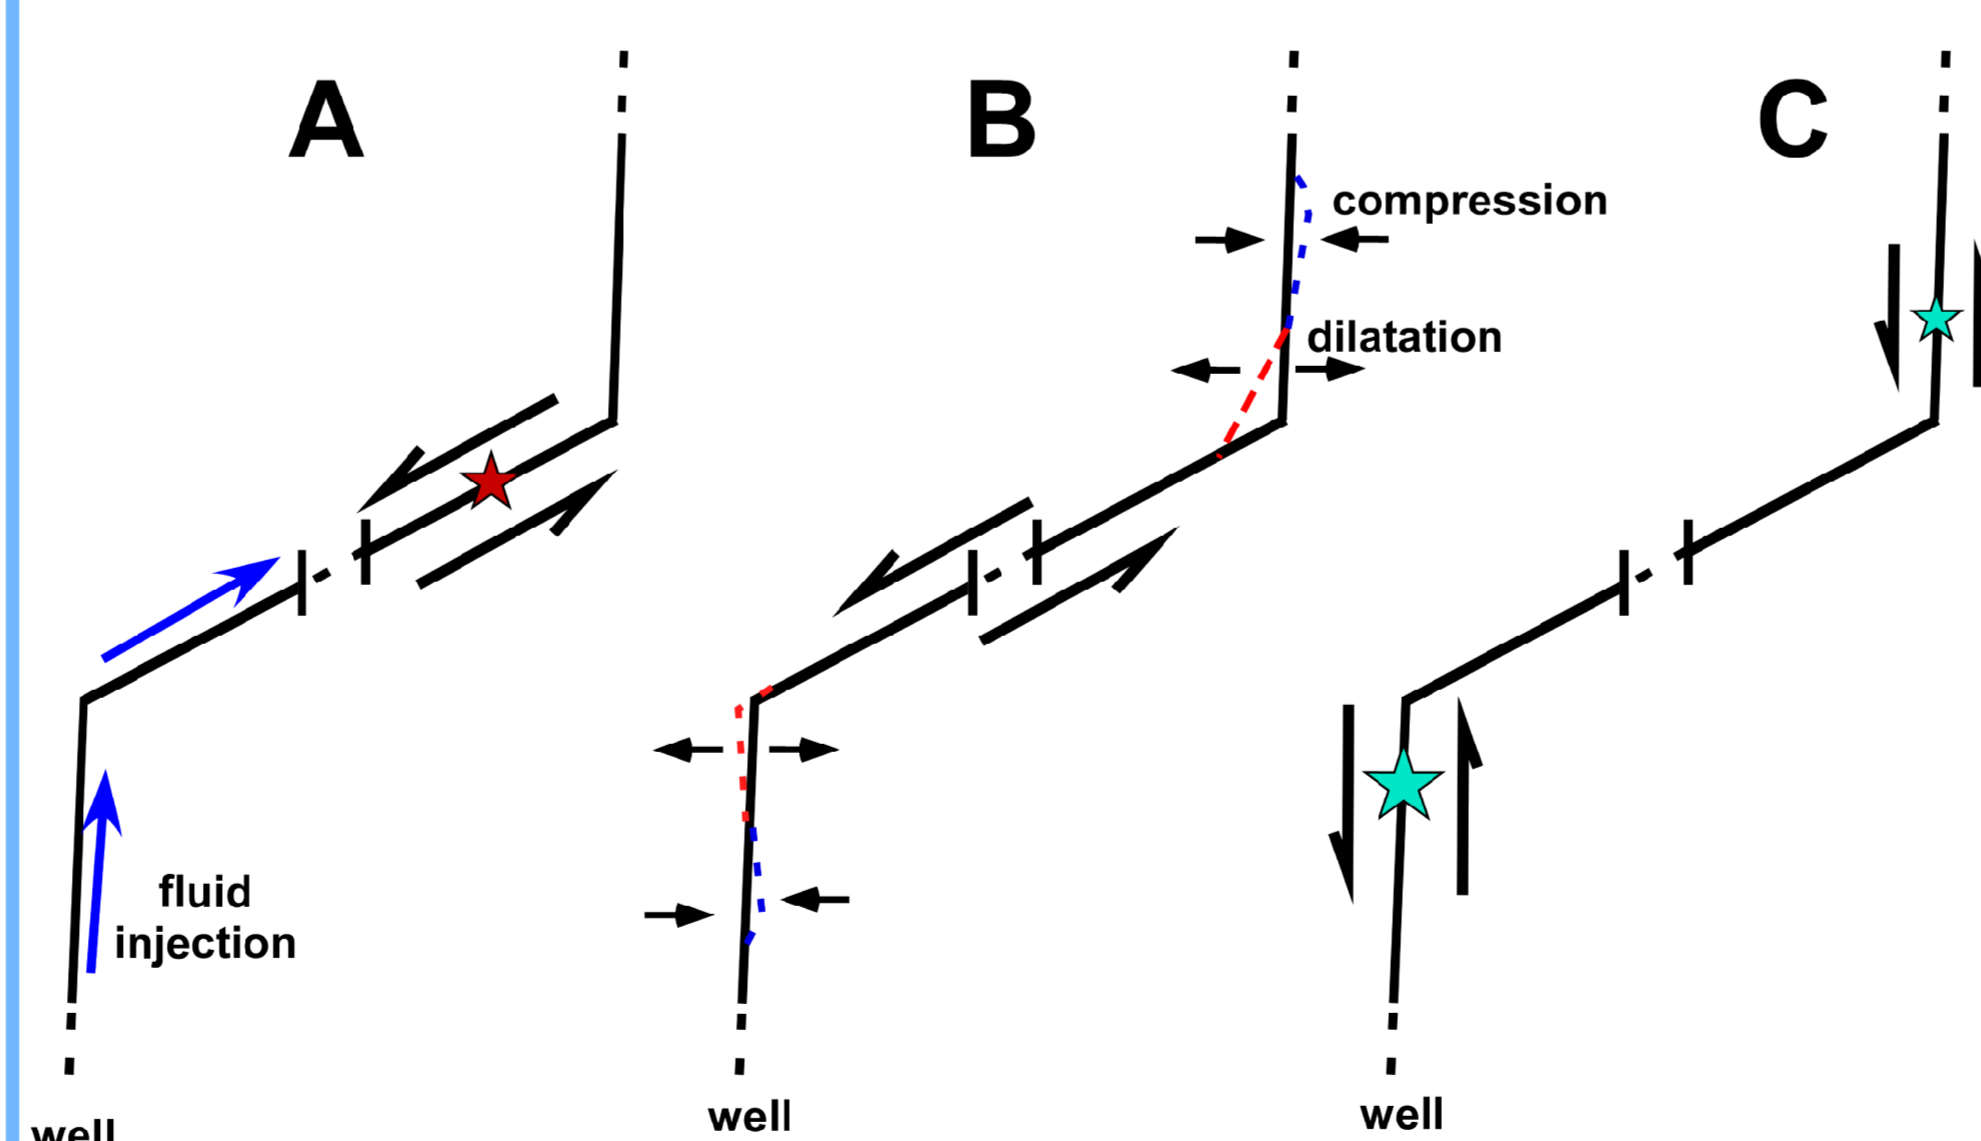 A
B
C
compression
dilatation
fluid
injection
well
well
well